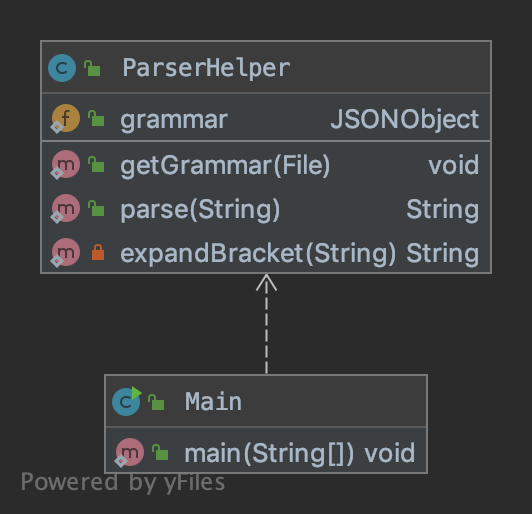 ParserHelper
grammar JSONObject
getGrammar(File) void
parse(String) String
expandBracket(String) String
Main
main(String[]) void
Powered by yFiles